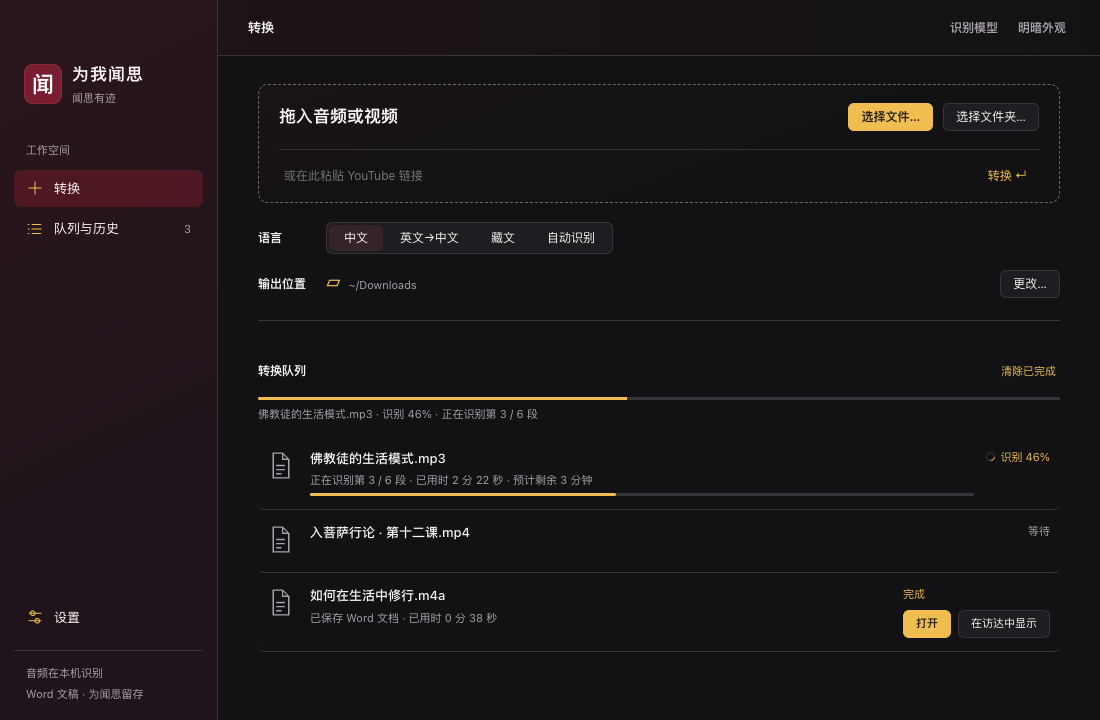 转换
识别模型
明暗外观
闻
为我闻思
闻思有迹
工作空间
转换
队列与历史 3
设置
音频在本机识别
Word 文稿 · 为闻思留存
拖入音频或视频
选择文件…
选择文件夹…
或在此粘贴 YouTube 链接
转换 ↵
语言
中文
英文→中文
藏文
自动识别
输出位置
~/Downloads
更改…
转换队列
清除已完成
佛教徒的生活模式.mp3 · 识别 46% · 正在识别第 3 / 6 段
佛教徒的生活模式.mp3
识别 46%
正在识别第 3 / 6 段 · 已用时 2 分 22 秒 · 预计剩余 3 分钟
入菩萨行论 · 第十二课.mp4
等待
如何在生活中修行.m4a
完成
已保存 Word 文档 · 已用时 0 分 38 秒
打开
在访达中显示